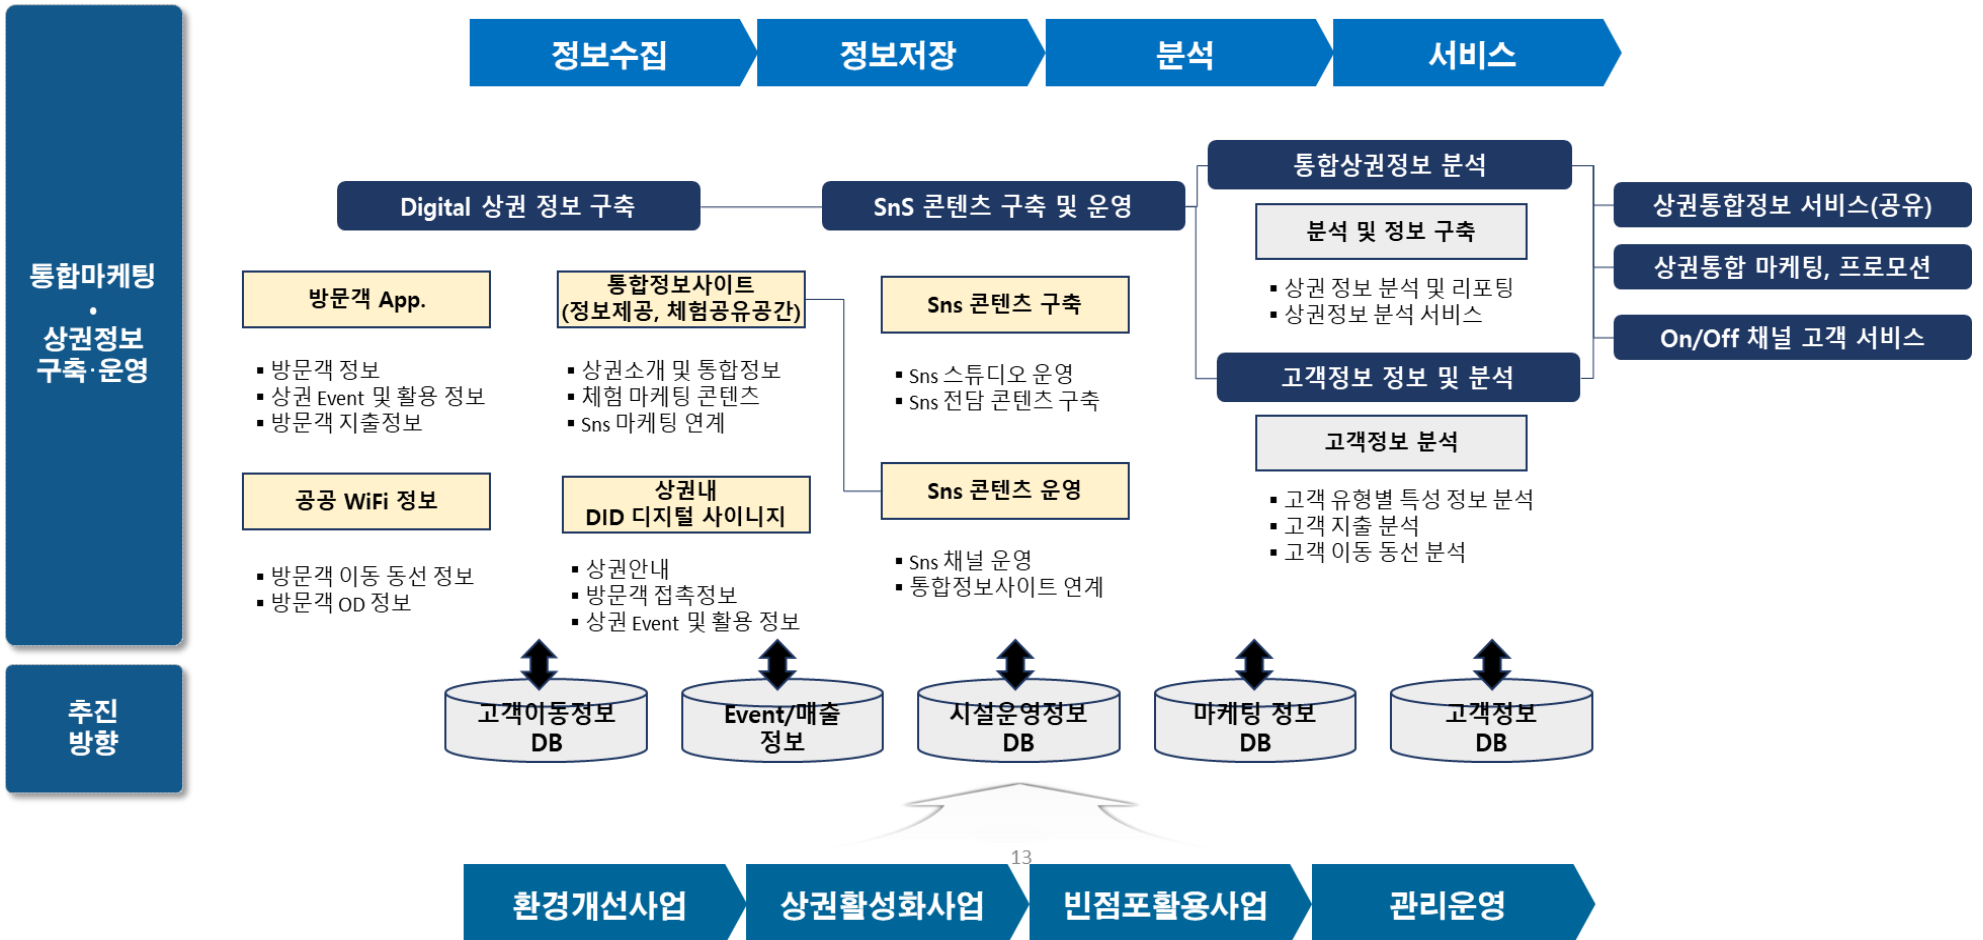 정보수집
정보저장
분석
서비스
통합마케팅
•
상권정보
구축·운영
Digital 상권 정보 구축
SnS 콘텐츠 구축 및 운영
통합상권정보 분석
분석 및 정보 구축
▪ 상권 정보 분석 및 리포팅
▪ 상권정보 분석 서비스
고객정보 정보 및 분석
고객정보 분석
▪ 고객 유형별 특성 정보 분석
▪ 고객 지출 분석
▪ 고객 이동 동선 분석
상권통합정보 서비스(공유)
상권통합 마케팅, 프로모션
On/Off 채널 고객 서비스
방문객 App.
▪ 방문객 정보
▪ 상권 Event 및 활용 정보
▪ 방문객 지출정보
통합정보사이트
(정보제공, 체험공유공간)
▪ 상권소개 및 통합정보
▪ 체험 마케팅 콘텐츠
▪ Sns 마케팅 연계
Sns 콘텐츠 구축
▪ Sns 스튜디오 운영
▪ Sns 전담 콘텐츠 구축
공공 WiFi 정보
▪ 방문객 이동 동선 정보
▪ 방문객 OD 정보
상권내
DID 디지털 사이니지
▪ 상권안내
▪ 방문객 접촉정보
▪ 상권 Event 및 활용 정보
Sns 콘텐츠 운영
▪ Sns 채널 운영
▪ 통합정보사이트 연계
추진
방향
고객이동정보
DB
Event/매출
정보
시설운영정보
DB
마케팅 정보
DB
고객정보
DB
13
환경개선사업
상권활성화사업
빈점포활용사업
관리운영